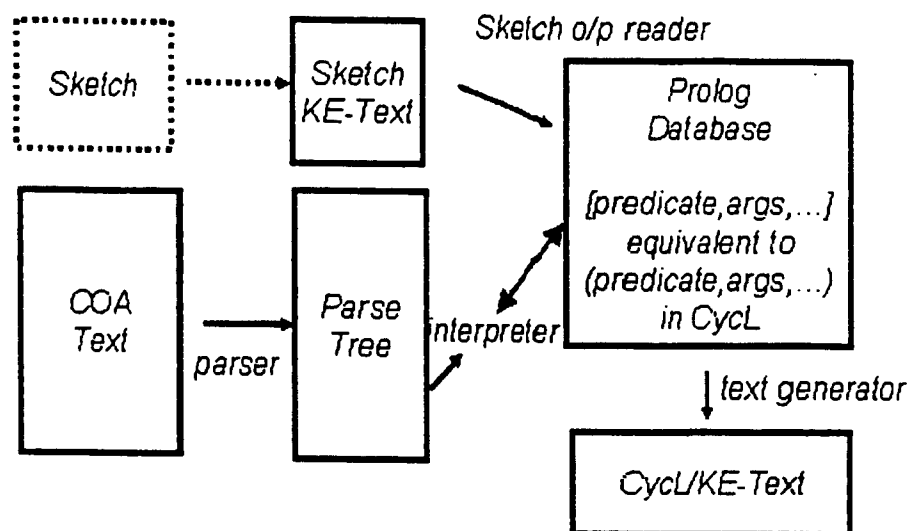 Sketch o/p reader
Sketch
Sketch
KE-Text
Prolog
Database
[predicate,args,...]
equivalent to
(predicate,args,...)
in CycL
COA
Text
parser
Parse
Tree
interpreter
text generator
CycL/KE-Text